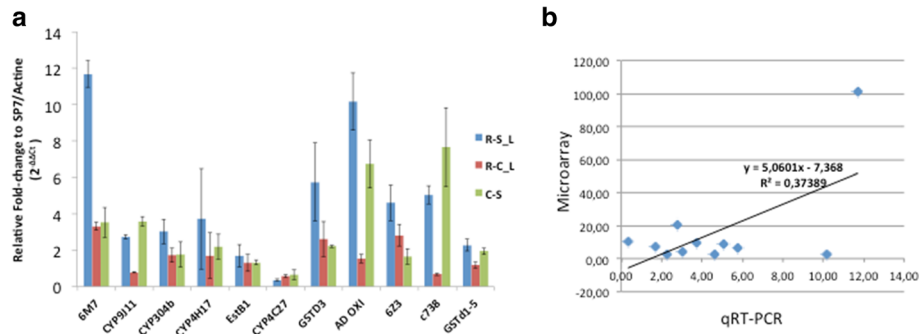 a
Relative Fold-change to SP7/Actine
(2-ΔΔCt)
14
12
10
8
6
4
2
0
6M7
CYP9J11
CYP304b
CYP4H17
EstB1
CYP4C27
GSTD3
AD OXI
623
c738
GSTd1-5
R-S_L
R-C_L
C-S
b
Microarray
120,00
100,00
80,00
60,00
40,00
20,00
0,00
-20,00
y = 5,0601x - 7,368
R² = 0,37389
0,00 2,00 4,00 6,00 8,00 10,00 12,00 14,00
qRT-PCR